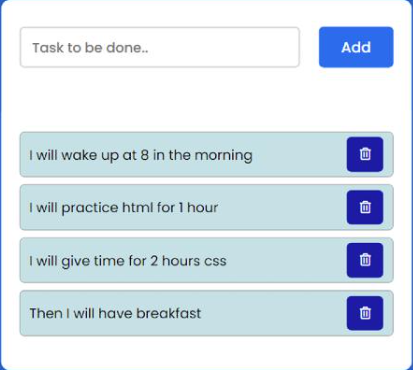 Task to be done..
Add
I will wake up at 8 in the morning
I will practice html for 1 hour
I will give time for 2 hours css
Then I will have breakfast